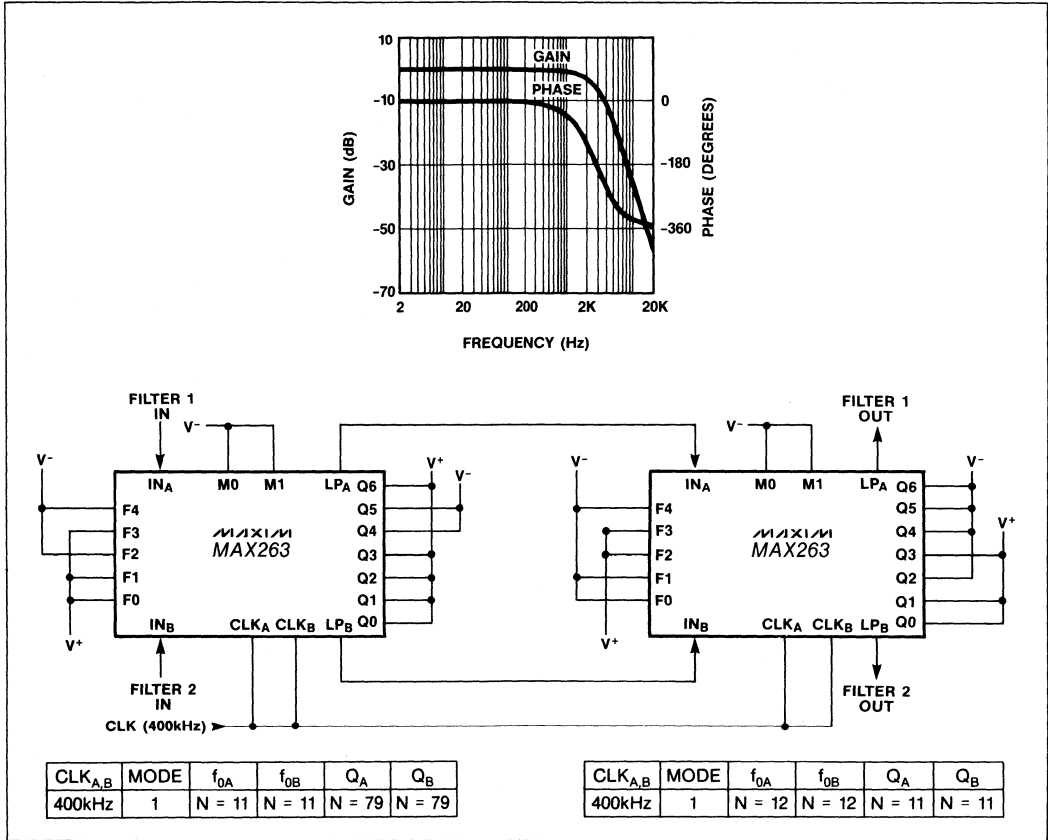 10
-10
-30
-50
-70
GAIN (dB)
GAIN
PHASE
0
-180
-360
PHASE (DEGREES)
2 20 200 2K 20K
FREQUENCY (Hz)
FILTER 1
IN
V-
V-
INA M0 M1 LPA
F4
F3
F2
F1
F0
V+
MAXIM
MAX263
Q6
Q5
Q4
Q3
Q2
Q1
Q0
V+
V-
INB CLKA CLKB LPB
FILTER 2
IN
CLK (400kHz)
FILTER 1
OUT
V-
V-
INA M0 M1 LPA
F4
F3
F2
F1
F0
V+
MAXIM
MAX263
Q6
Q5
Q4
Q3
Q2
Q1
Q0
V-
V+
INB CLKA CLKB LPB
FILTER 2
OUT
CLKA,B MODE f0A f0B QA QB
400kHz 1 N = 11 N = 11 N = 79 N = 79
CLKA,B MODE f0A f0B QA QB
400kHz 1 N = 12 N = 12 N = 11 N = 11